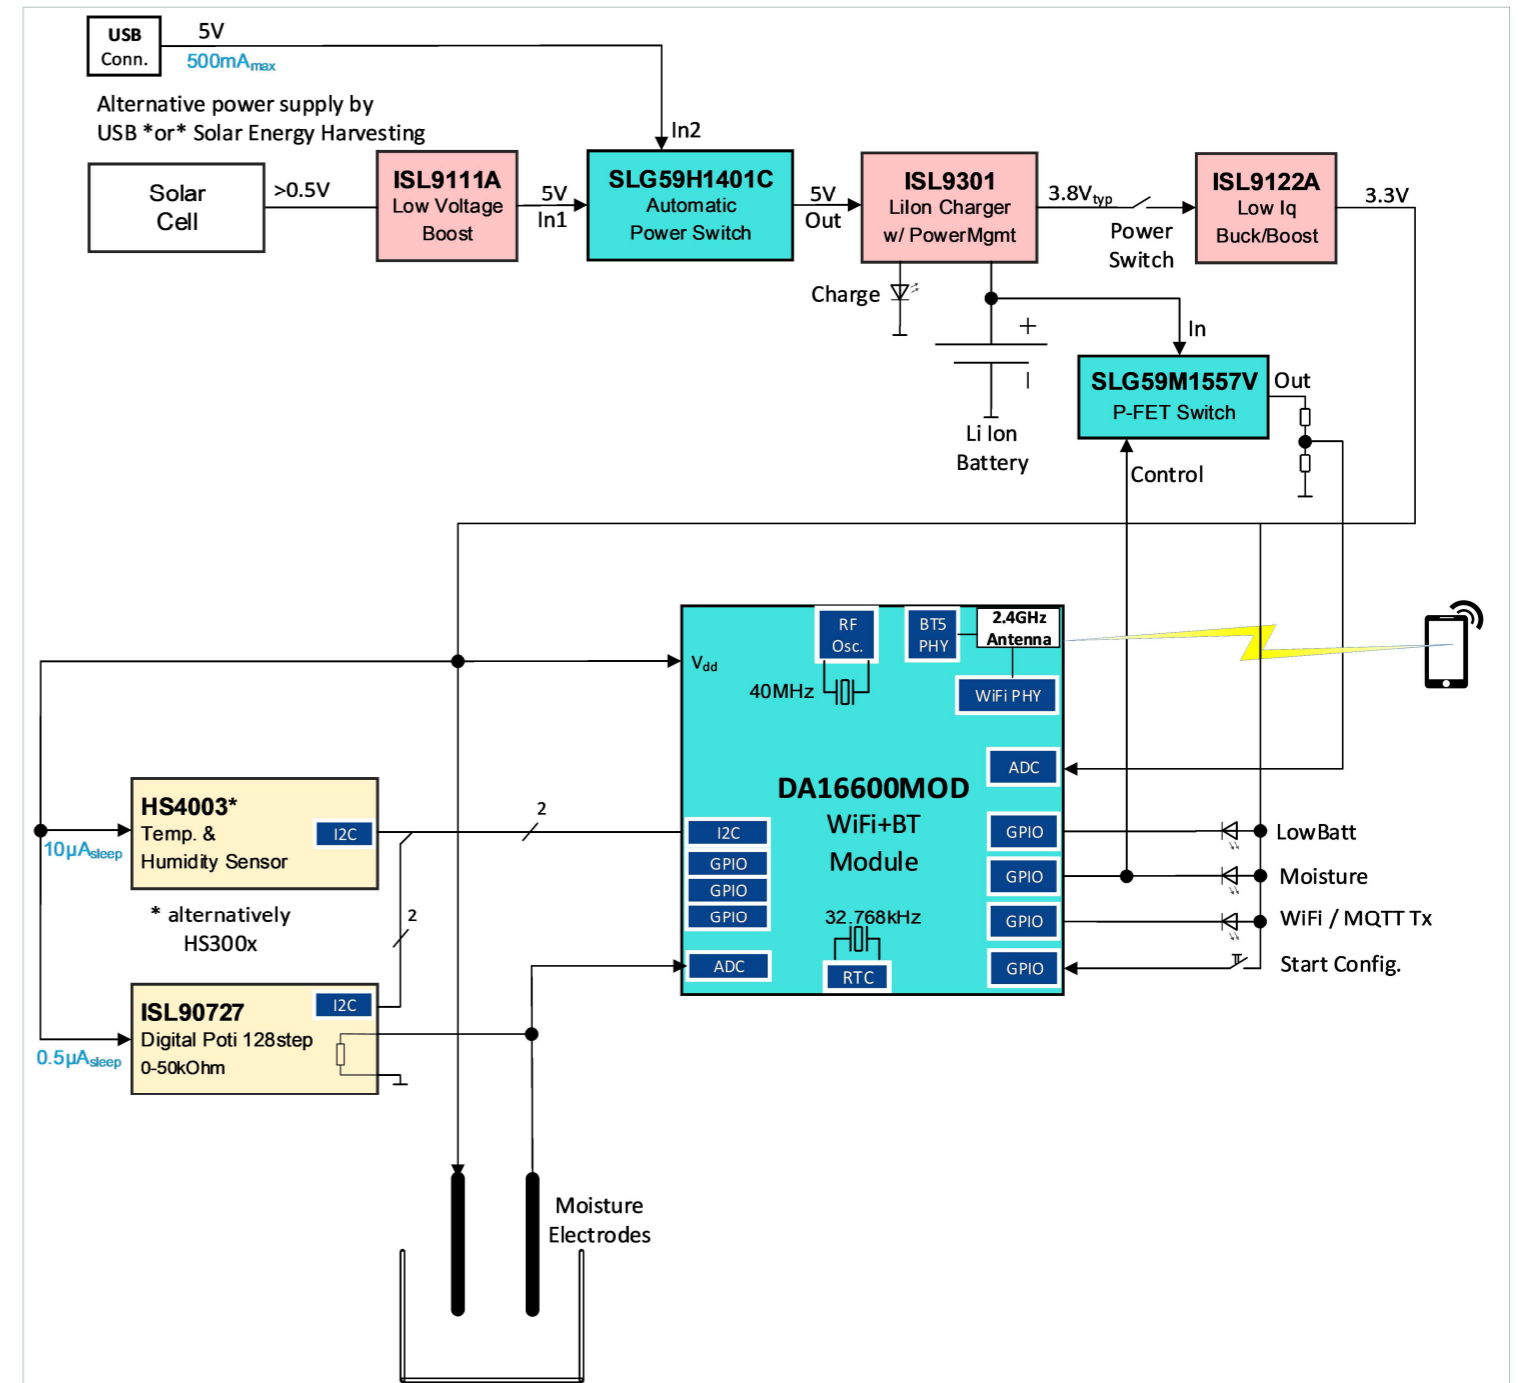 USB
Conn.
5V
500mAmax
Alternative power supply by
USB *or* Solar Energy Harvesting
In2
Solar
Cell
>0.5V
ISL9111A
Low Voltage
Boost
5V
In1
SLG59H1401C
Automatic
Power Switch
5V
Out
ISL9301
LiIon Charger
w/ PowerMgmt
3.8Vtyp
Power
Switch
ISL9122A
Low Iq
Buck/Boost
3.3V
Charge
+
In
SLG59M1557V
P-FET Switch
Out
Li Ion
Battery
Control
RF
Osc.
BT5
PHY
2.4GHz
Antenna
Vdd
40MHz
WiFi PHY
ADC
DA16600MOD
WiFi+BT
Module
HS4003*
Temp. &
Humidity Sensor
I2C
10µAsleep
2
I2C
GPIO
GPIO
GPIO
GPIO
LowBatt
GPIO
Moisture
* alternatively
HS300x
2
32.768kHz
GPIO
WiFi / MQTT Tx
ADC
RTC
GPIO
Start Config.
ISL90727
Digital Poti 128step
0-50kOhm
I2C
0.5µAsleep
Moisture
Electrodes